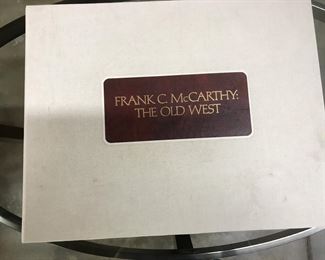 FRANK C. McCARTHY:
THE OLD WEST